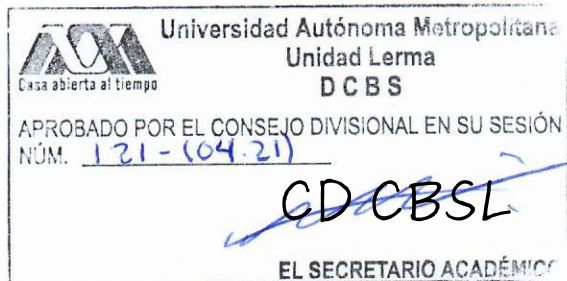 Universidad Autónoma Metropolitana
Unidad Lerma
DCBS
Casa abierta al tiempo
APROBADO POR EL CONSEJO DIVISIONAL EN SU SESIÓN
NÚM. 121-(04.21)
CD CBSL
EL SECRETARIO ACADÉMICO